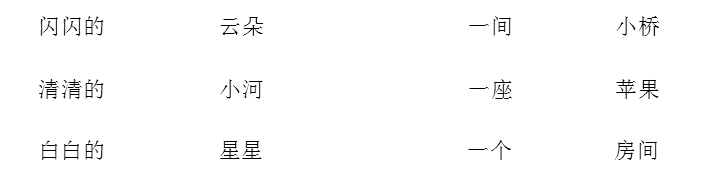 闪闪的 云朵 一间 小桥
清清的 小河 一座 苹果
白白的 星星 一个 房间